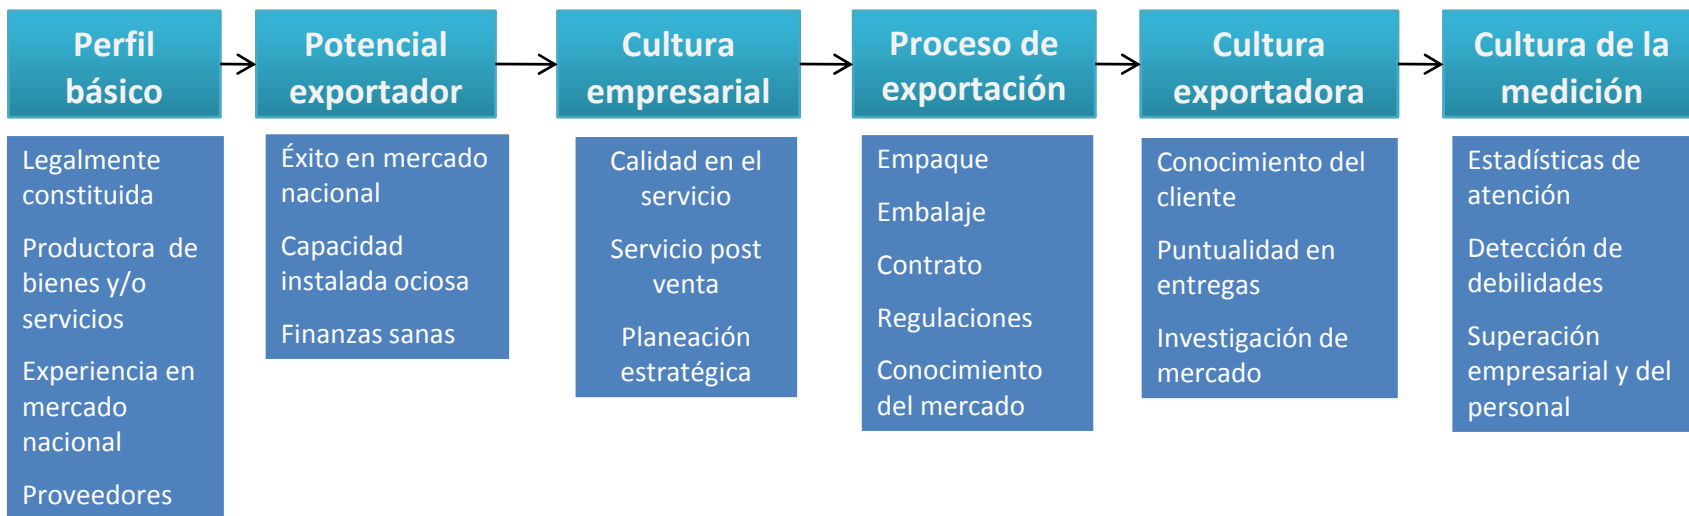 Perfil
básico
Potencial
exportador
Cultura
empresarial
Proceso de
exportación
Cultura
exportadora
Cultura de la
medición
Legalmente
constituida
Productora de
bienes y/o
servicios
Experiencia en
mercado
nacional
Proveedores
Éxito en mercado
nacional
Capacidad
instalada ociosa
Finanzas sanas
Calidad en el
servicio
Servicio post
venta
Planeación
estratégica
Empaque
Embalaje
Contrato
Regulaciones
Conocimiento
del mercado
Conocimiento del
cliente
Puntualidad en
entregas
Investigación de
mercado
Estadísticas de
atención
Detección de
debilidades
Superación
empresarial y del
personal